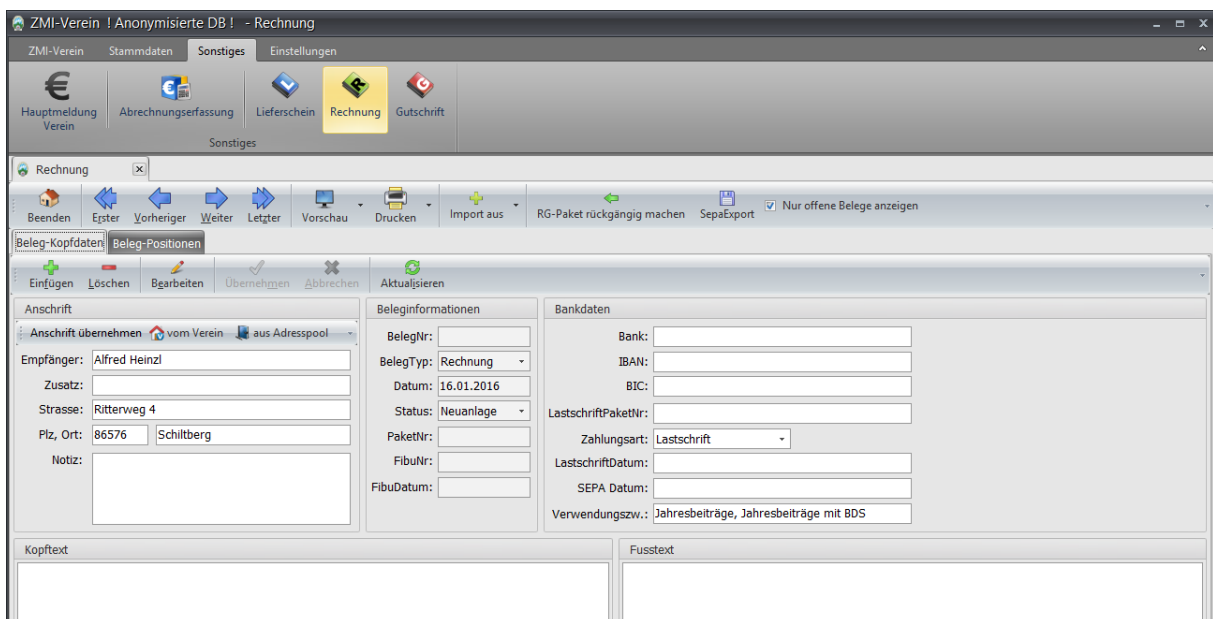 ZMI-Verein ! Anonymisierte DB ! - Rechnung
ZMI-Verein Stammdaten Sonstiges Einstellungen
Hauptmeldung Verein Abrechnungserfassung Lieferschein Rechnung Gutschrift
Sonstiges
Rechnung
Beenden Erster Vorheriger Weiter Letzter Vorschau Drucken Import aus RG-Paket rückgängig machen SepaExport Nur offene Belege anzeigen
Beleg-Kopfdaten Beleg-Positionen
Einfügen Löschen Bearbeiten Übernehmen Abbrechen Aktualisieren
Anschrift
Anschrift übernehmen vom Verein aus Adresspool
Empfänger: Alfred Heinzl
Zusatz:
Strasse: Ritterweg 4
Plz, Ort: 86576 Schiltberg
Notiz:
Beleginformationen
BelegNr:
BelegTyp: Rechnung
Datum: 16.01.2016
Status: Neuanlage
PaketNr:
FibuNr:
FibuDatum:
Bankdaten
Bank:
IBAN:
BIC:
LastschriftPaketNr:
Zahlungsart: Lastschrift
LastschriftDatum:
SEPA Datum:
Verwendungszw.: Jahresbeiträge, Jahresbeiträge mit BDS
Kopftext
Fusstext